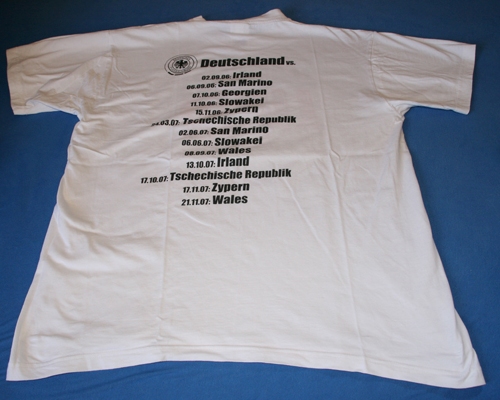 Deutschland vs.
02.09.06: Irland
06.09.06: San Marino
07.10.06: Georgien
11.10.06: Slowakei
15.11.06: Zypern
.03.07: Tschechische Republik
02.06.07: San Marino
06.06.07: Slowakei
08.09.07: Wales
13.10.07: Irland
17.10.07: Tschechische Republik
17.11.07: Zypern
21.11.07: Wales